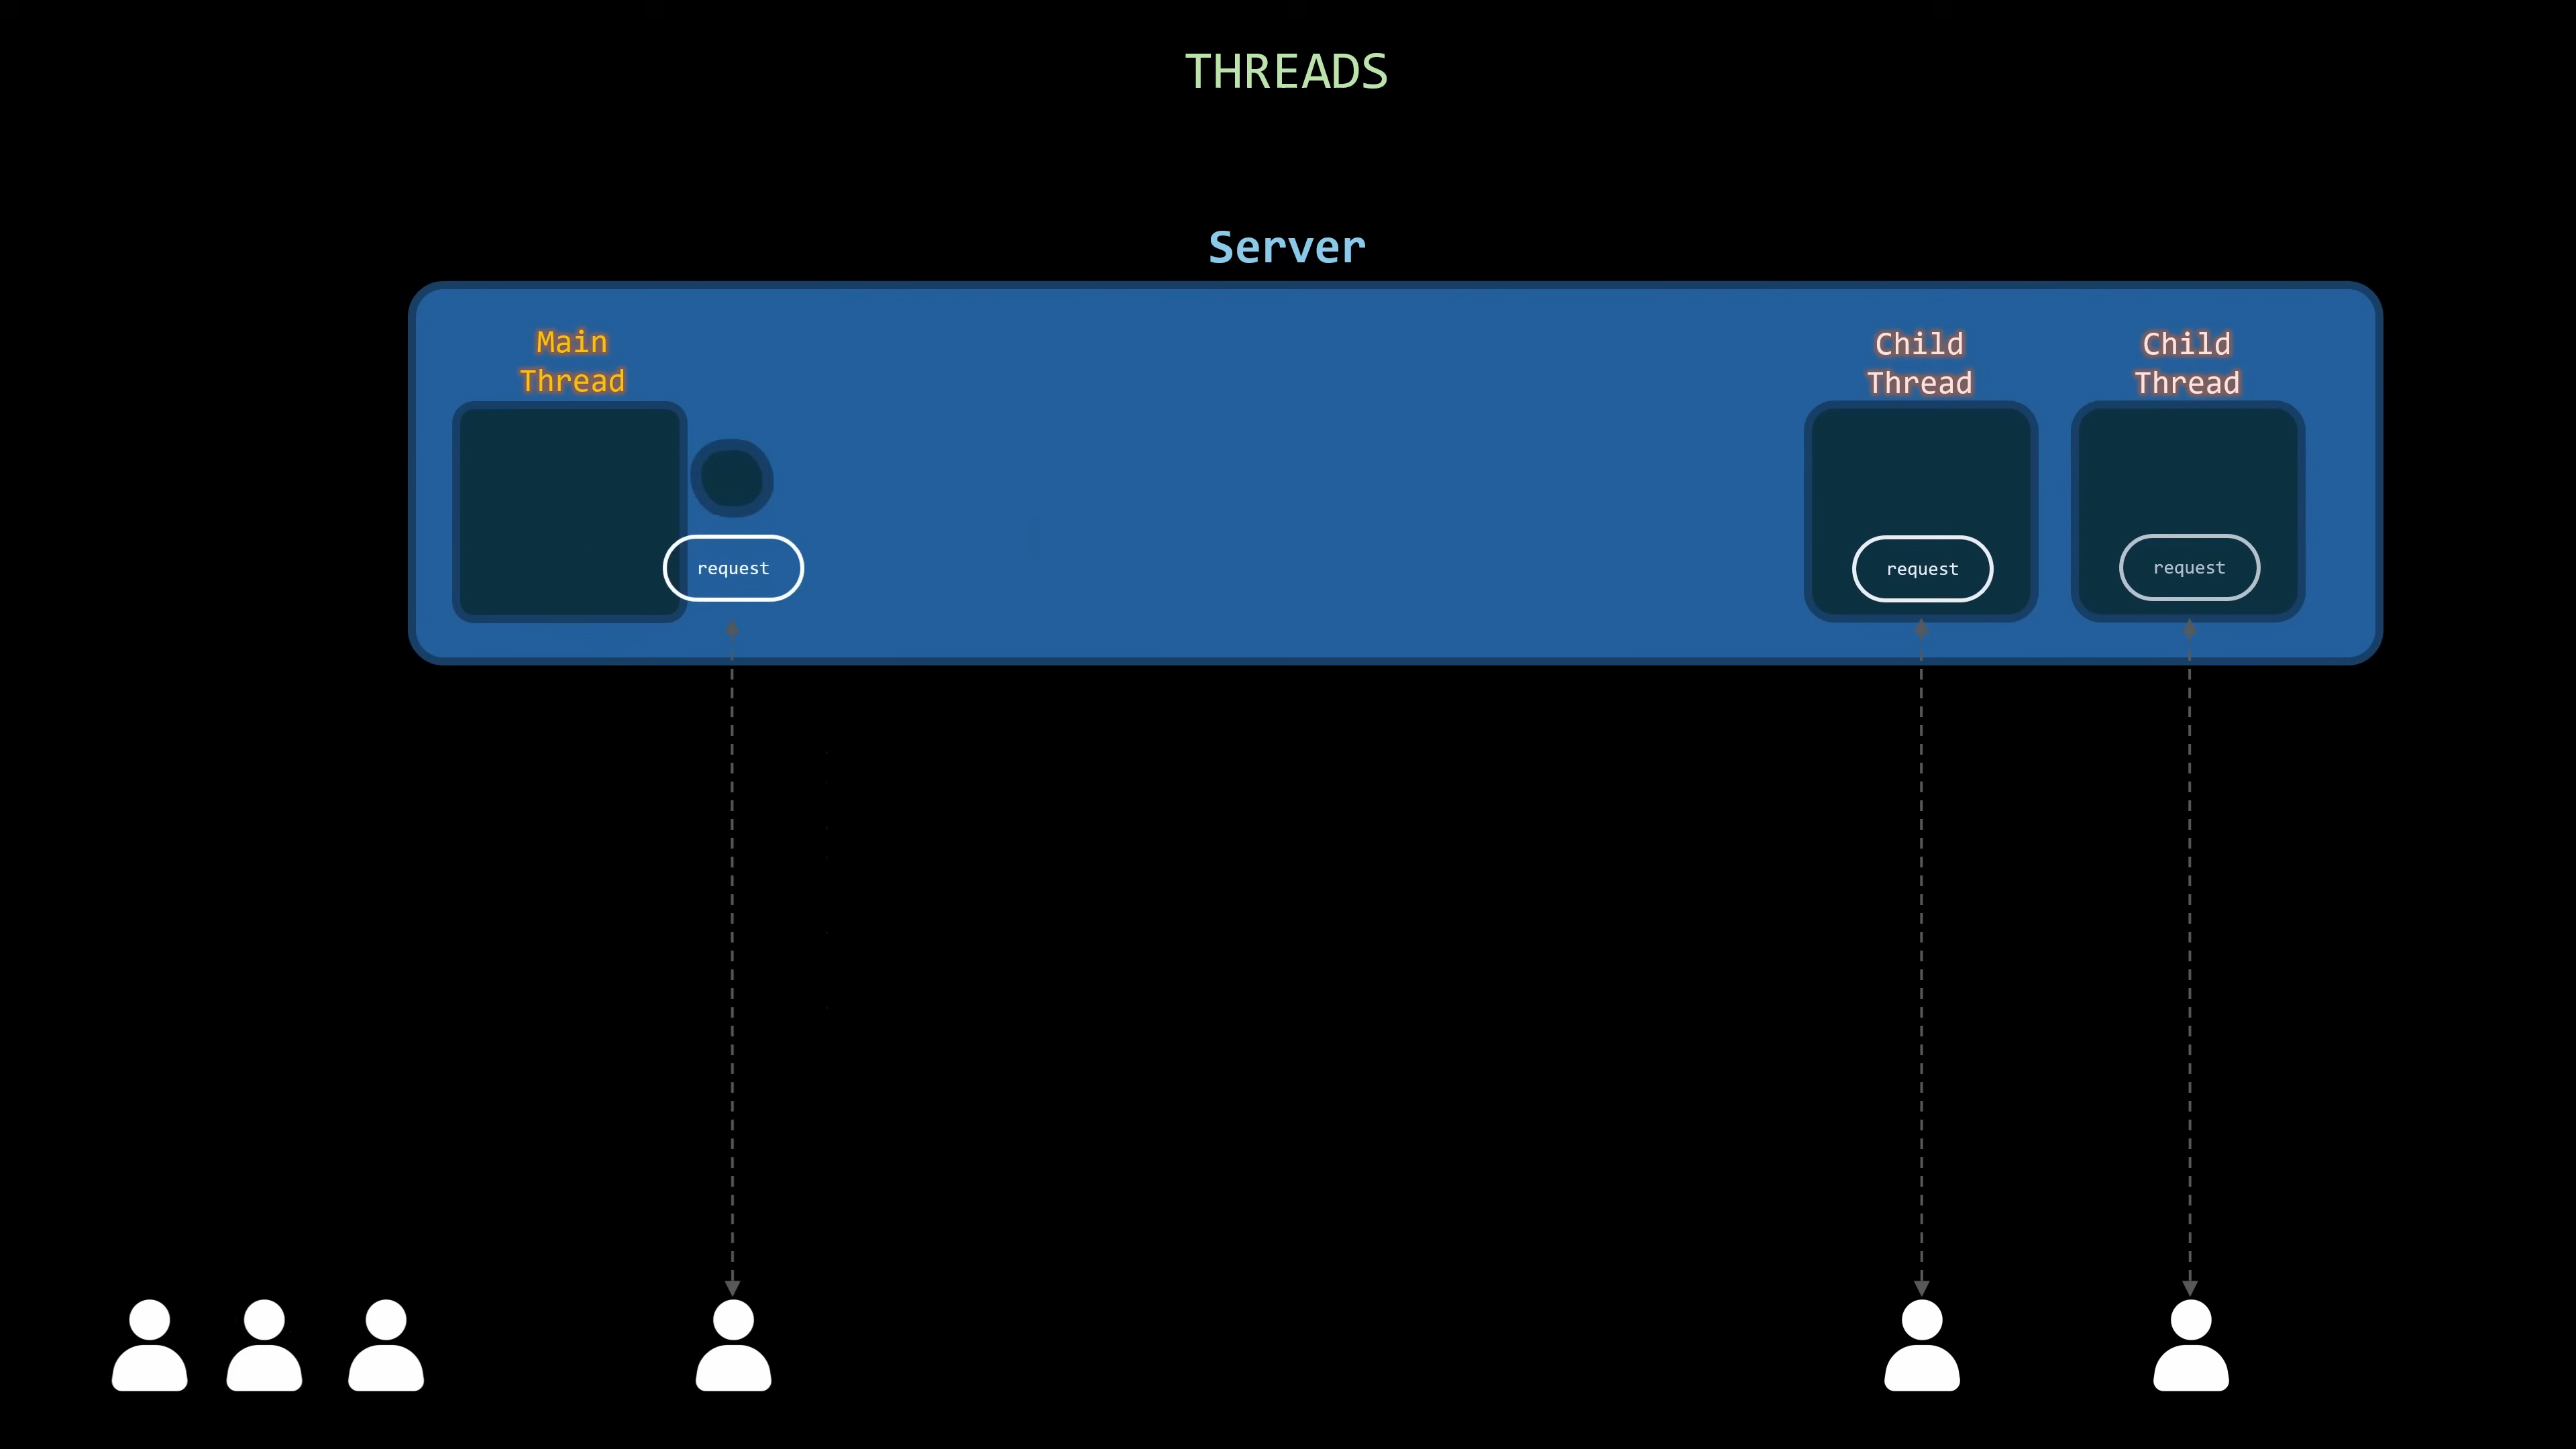 THREADS
Server
Main
Thread
Child
Thread
Child
Thread
request
request
request